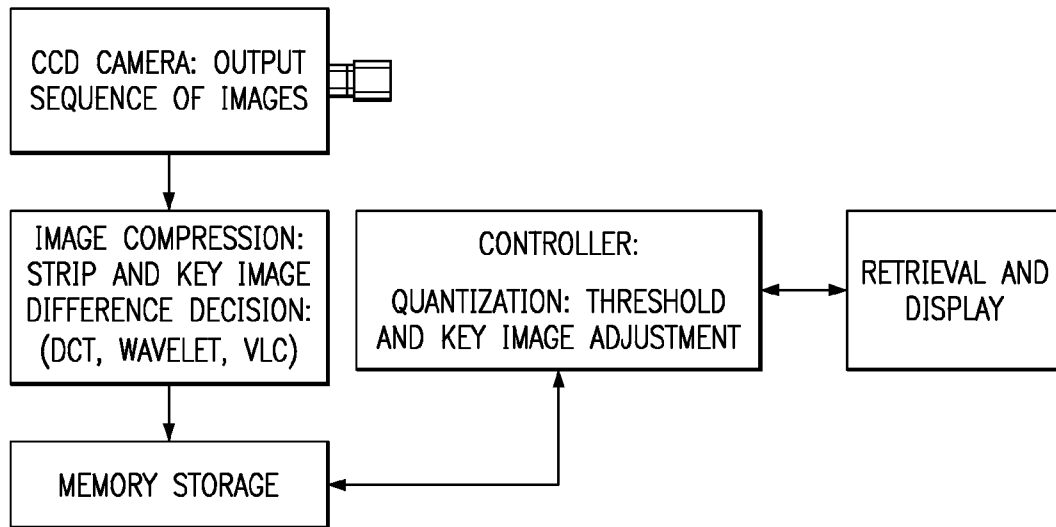 CCD CAMERA: OUTPUT
SEQUENCE OF IMAGES
IMAGE COMPRESSION:
STRIP AND KEY IMAGE
DIFFERENCE DECISION:
(DCT, WAVELET, VLC)
MEMORY STORAGE
CONTROLLER:
QUANTIZATION: THRESHOLD
AND KEY IMAGE ADJUSTMENT
RETRIEVAL AND
DISPLAY